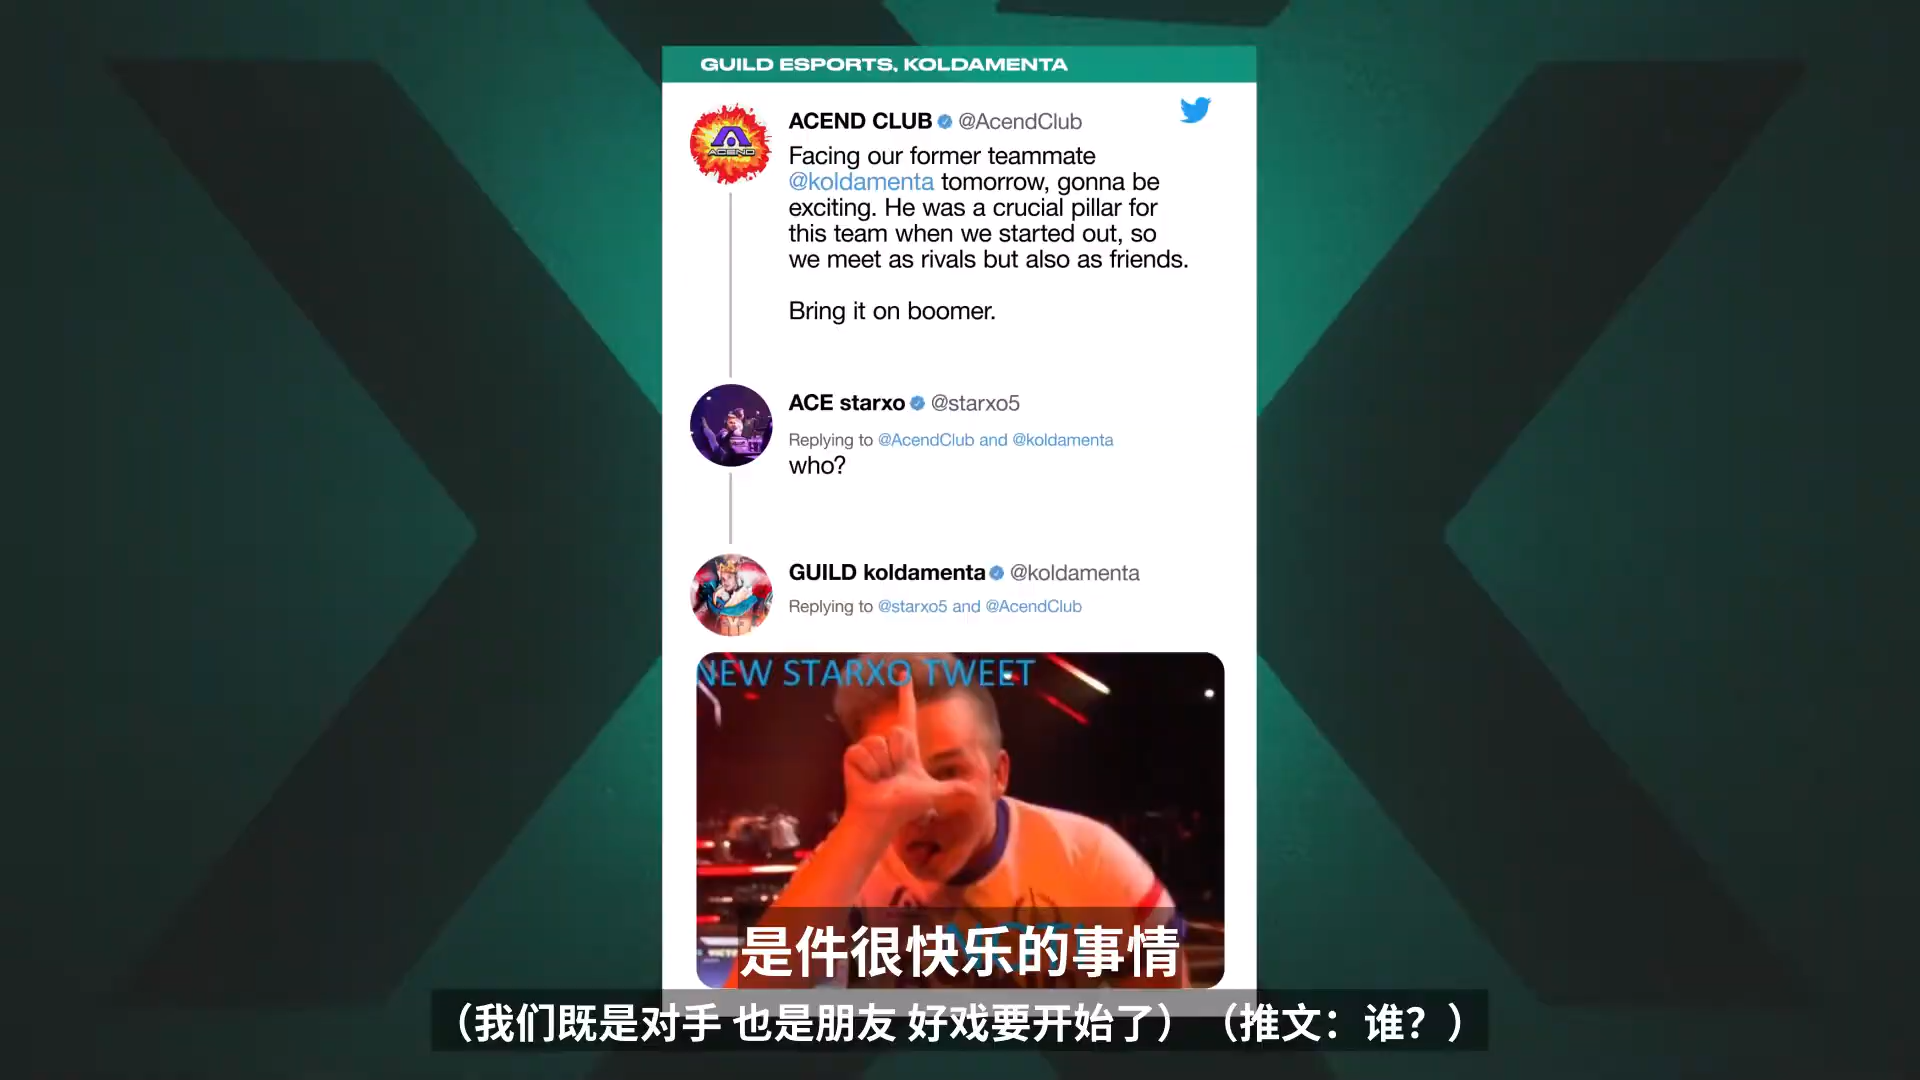 GUILD ESPORTS, KOLDAMENTA
ACEND CLUB @AcendClub
ACEND
Facing our former teammate
@koldamenta tomorrow, gonna be
exciting. He was a crucial pillar for
this team when we started out, so
we meet as rivals but also as friends.
Bring it on boomer.
ACE starxo @starxo5
Replying to @AcendClub and @koldamenta
who?
GUILD koldamenta @koldamenta
Replying to @starxo5 and @AcendClub
NEW STARXO TWEET
是件很快乐的事情
（我们既是对手 也是朋友 好戏要开始了）（推文：谁？）